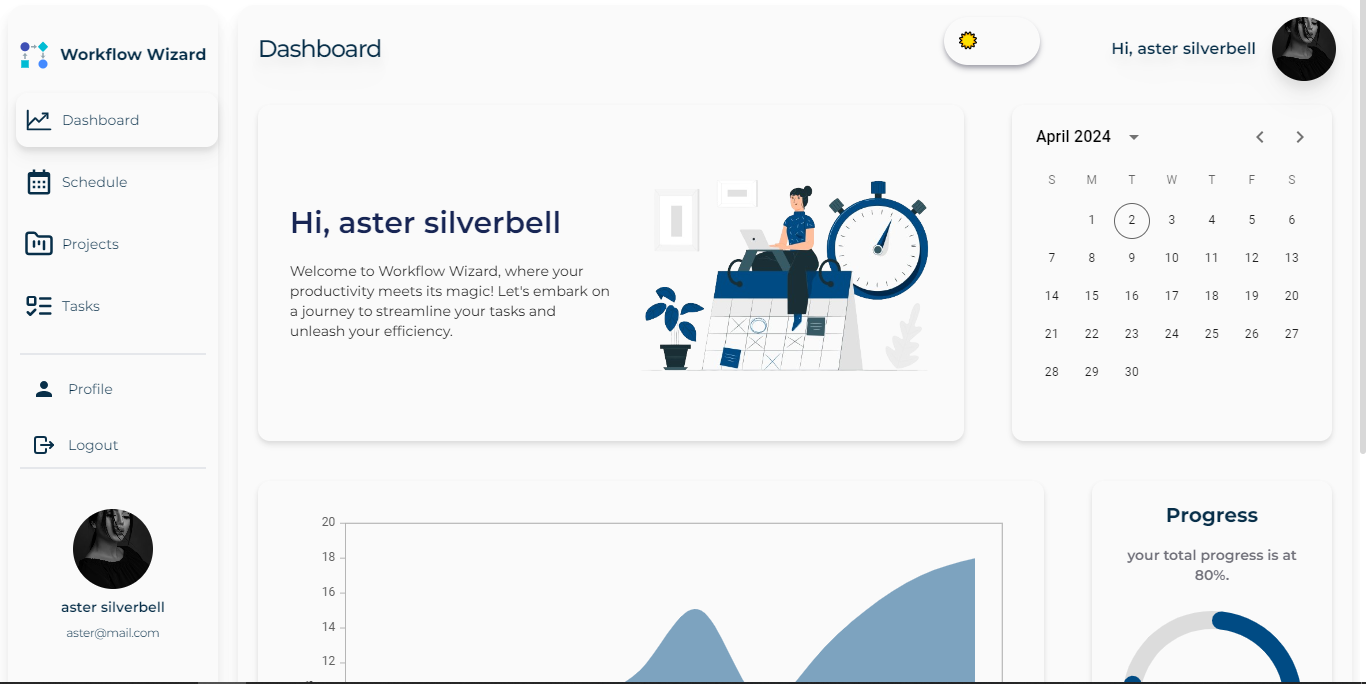 Workflow Wizard
Dashboard
Schedule
Projects
Tasks
Profile
Logout
aster silverbell
aster@mail.com
Dashboard
Hi, aster silverbell
Hi, aster silverbell
Welcome to Workflow Wizard, where your
productivity meets its magic! Let's embark on
a journey to streamline your tasks and
unleash your efficiency.
April 2024
S M T W T F S
1 2 3 4 5 6
7 8 9 10 11 12 13
14 15 16 17 18 19 20
21 22 23 24 25 26 27
28 29 30
20
18
16
14
12
Progress
your total progress is at
80%.